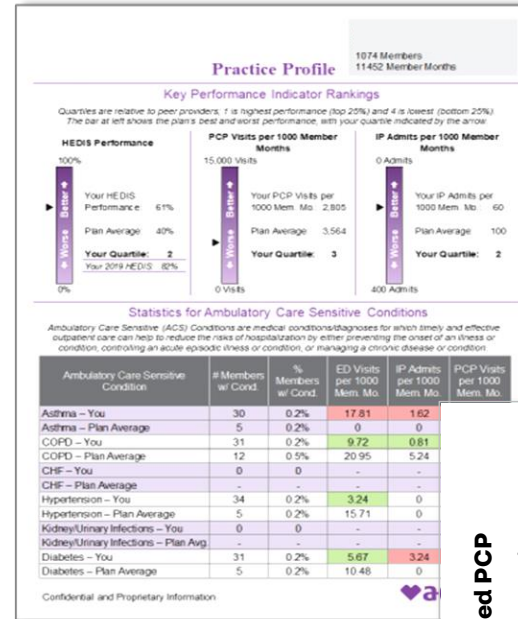 1074 Members
11452 Member Months
Practice Profile
Key Performance Indicator Rankings
Quartiles are relative to peer providers, 1 is highest performance (top 25%) and 4 is lowest (bottom 25%).
The bar at left shows the plan's best and worst performance, with your quartile indicated by the arrow.
HEDIS Performance
100%
Better
Worse
0%
Your HEDIS
Performance: 61%
Plan Average: 40%
Your Quartile: 2
Your 2019 HEDIS: 82%
PCP Visits per 1000 Member
Months
15,000 Visits
Better
Worse
0 Visits
Your PCP Visits per
1000 Mem. Mo.: 2,805
Plan Average 3,564
Your Quartile: 3
IP Admits per 1000 Member
Months
0 Admits
Better
Worse
400 Admits
Your IP Admits per
1000 Mem. Mo.: 60
Plan Average 100
Your Quartile: 2
Statistics for Ambulatory Care Sensitive Conditions
Ambulatory Care Sensitive (ACS) Conditions are medical conditions/diagnoses for which timely and effective
outpatient care can help to reduce the risks of hospitalization by either preventing the onset of an illness or
condition, controlling an acute episodic illness or condition, or managing a chronic disease or condition.
Ambulatory Care Sensitive Condition # Members w/ Cond. % Members w/ Cond. ED Visits per 1000 Mem. Mo. IP Admits per 1000 Mem. Mo. PCP Visits per 1000 Mem. Mo.
Asthma – You 30 0.2% 17.81 1.62
Asthma – Plan Average 5 0.2% 0 0
COPD – You 31 0.2% 9.72 0.81
COPD – Plan Average 12 0.5% 20.95 5.24
CHF – You 0 0 - -
CHF – Plan Average - - - -
Hypertension – You 34 0.2% 3.24 0
Hypertension – Plan Average 5 0.2% 15.71 0
Kidney/Urinary Infections – You 0 0 - -
Kidney/Urinary Infections – Plan Avg. - - - -
Diabetes – You 31 0.2% 5.67 3.24
Diabetes – Plan Average 5 0.2% 10.48 0
Confidential and Proprietary Information
a
ed PCP